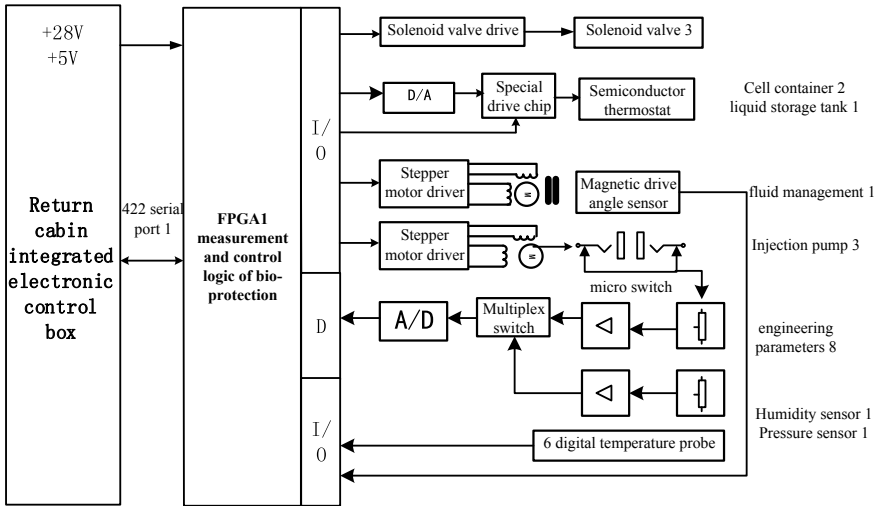 +28V
+5V
Return
cabin
integrated
electronic
control
box
422 serial
port 1
FPGA1
measurement
and control
logic of bio-
protection
I/
O
D
I/
O
Solenoid valve drive
Solenoid valve 3
D/A
Special
drive chip
Semiconductor
thermostat
Cell container 2
liquid storage tank 1
Stepper
motor driver
M
Magnetic drive
angle sensor
fluid management 1
Stepper
motor driver
M
Injection pump 3
micro switch
A/D
Multiplex
switch
engineering
parameters 8
Humidity sensor 1
Pressure sensor 1
6 digital temperature probe